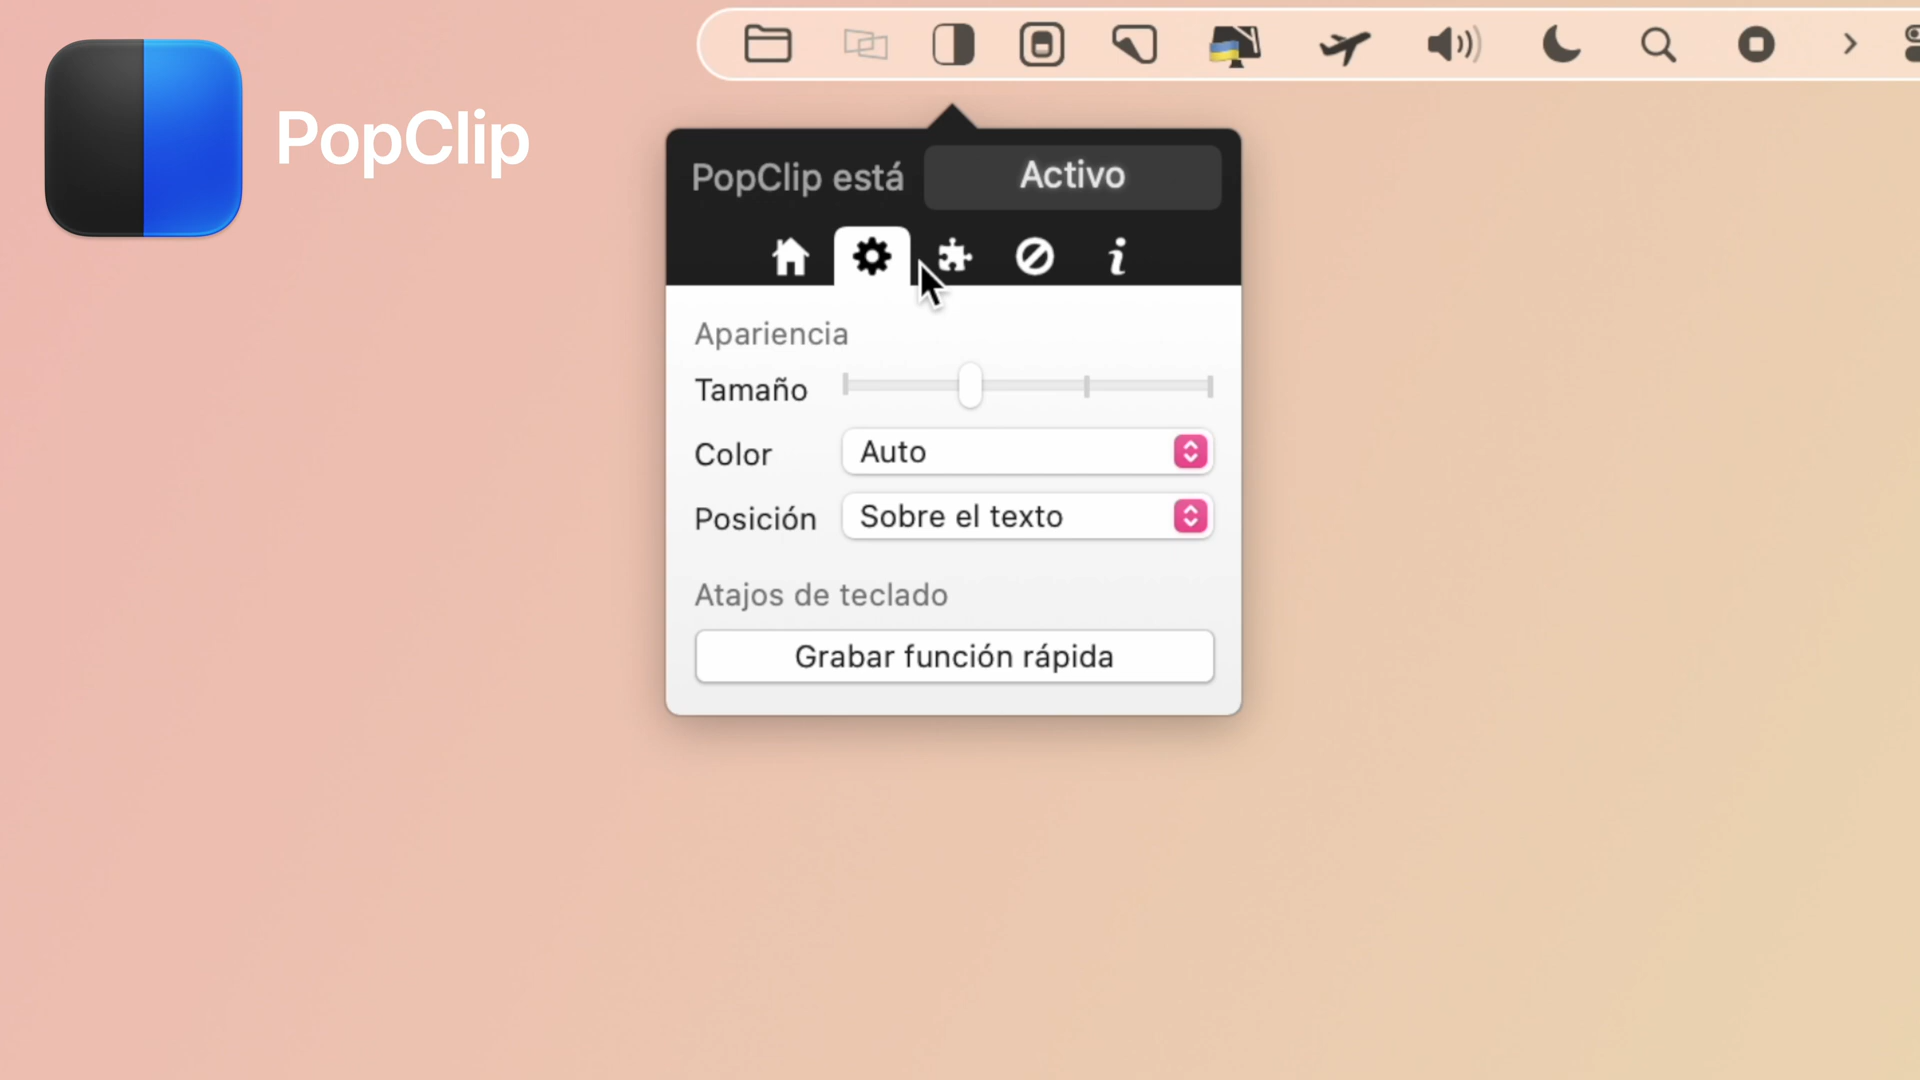 PopClip
PopClip está Activo
Apariencia
Tamaño
Color Auto
Posición Sobre el texto
Atajos de teclado
Grabar función rápida